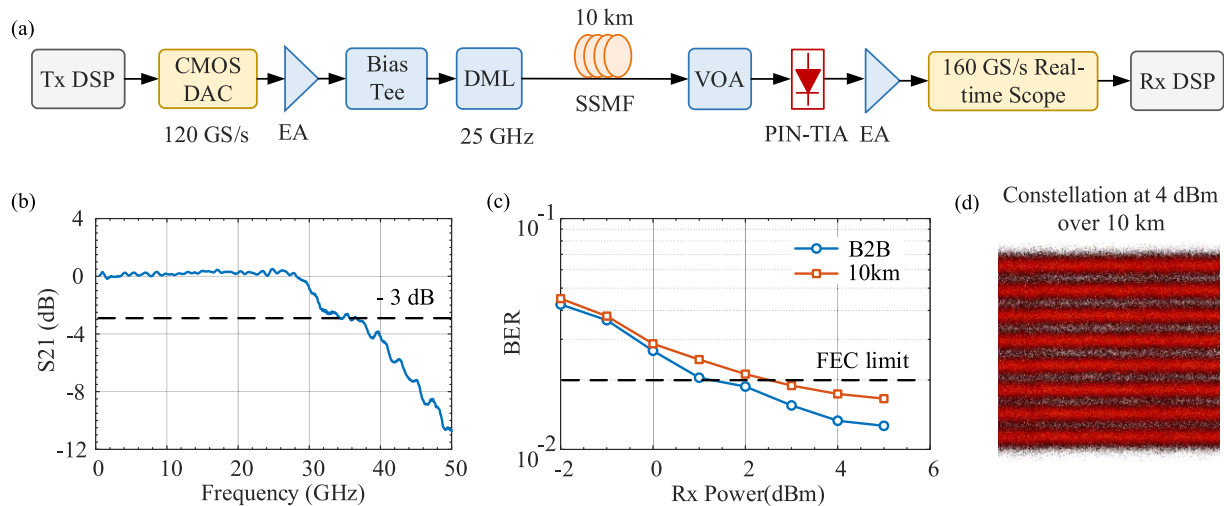 (a)
10 km
Tx DSP
CMOS
DAC
Bias
Tee
DML
VOA
160 GS/s Real-
time Scope
Rx DSP
120 GS/s
EA
25 GHz
SSMF
PIN-TIA
EA
(b)
4
0
-4
-8
-12
S21 (dB)
- 3 dB
0
10
20
30
40
50
Frequency (GHz)
(c)
10-1
10-2
BER
B2B
10km
FEC limit
-2
0
2
4
6
Rx Power(dBm)
(d)
Constellation at 4 dBm
over 10 km